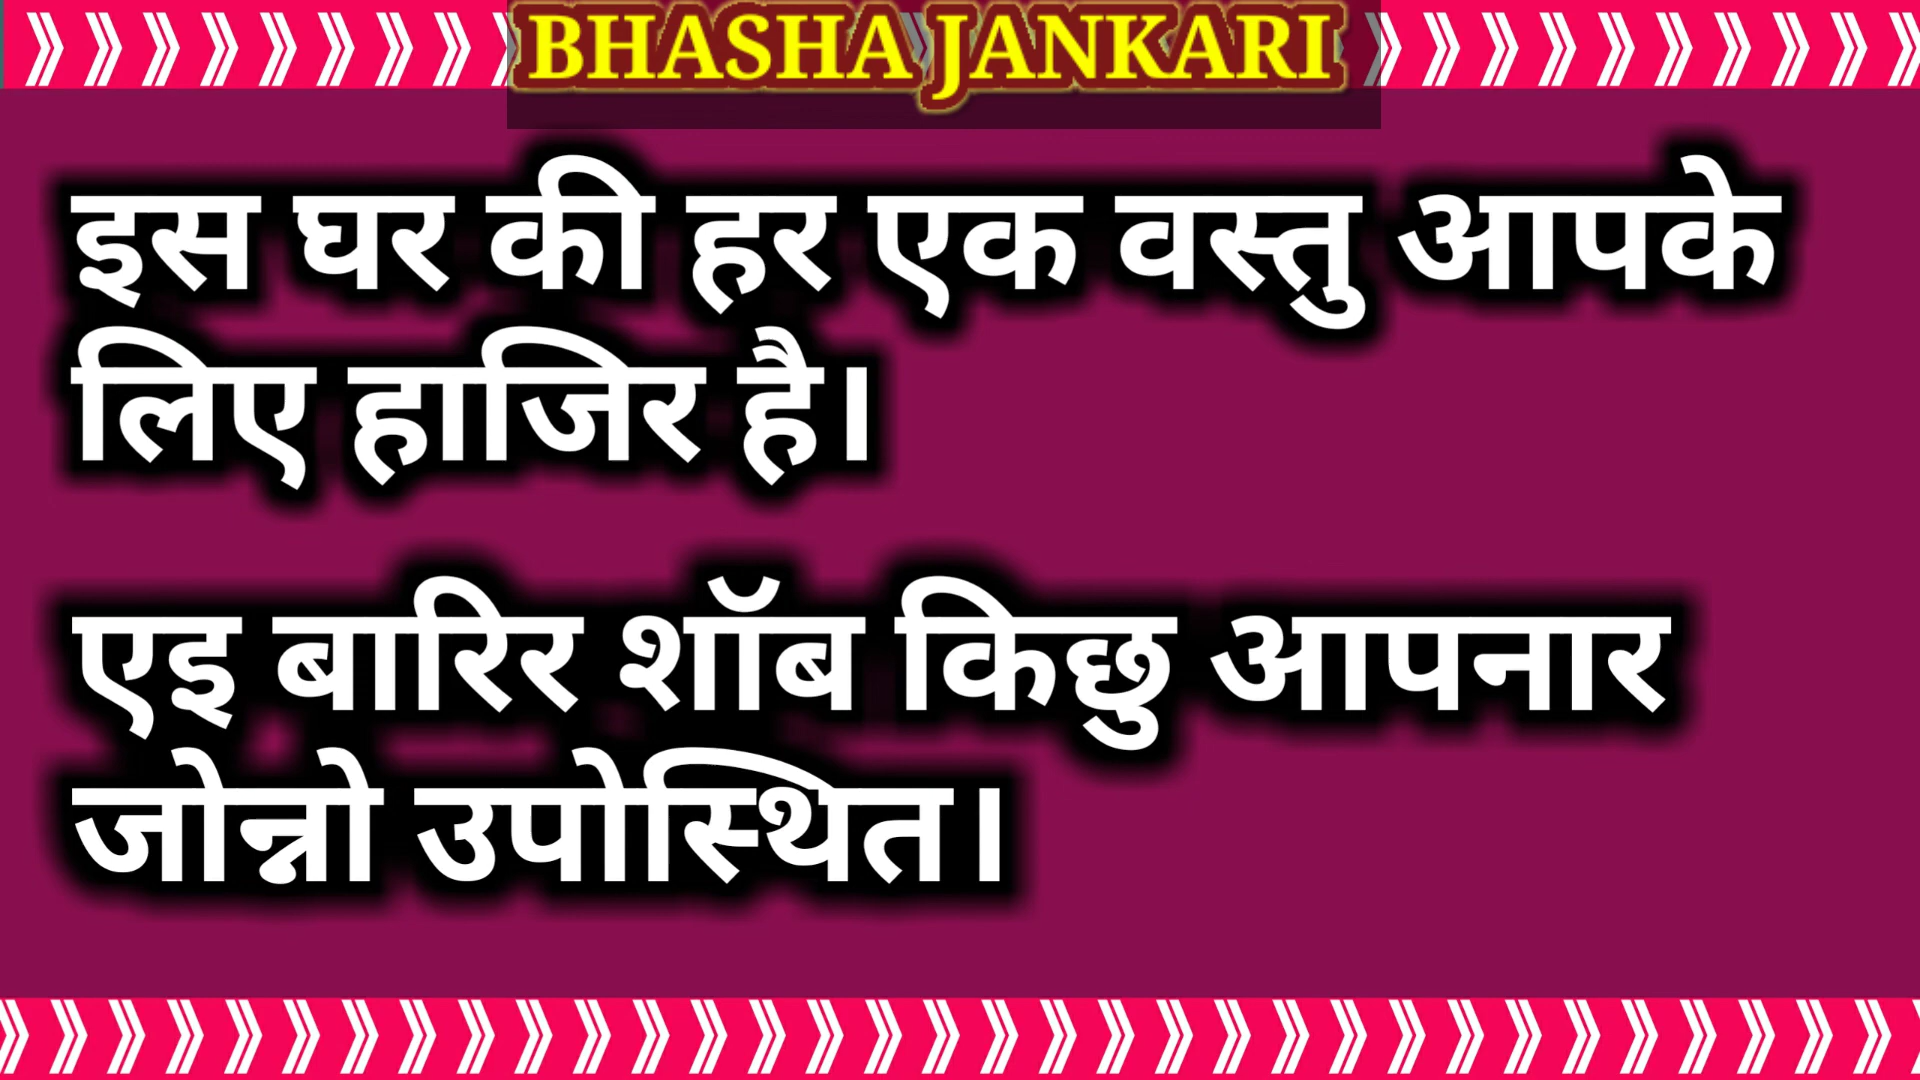 BHASHA JANKARI
इस घर की हर एक वस्तु आपके
लिए हाजिर है।
एइ बारिर शॉब किछु आपनार
जोन्नो उपोस्थित।